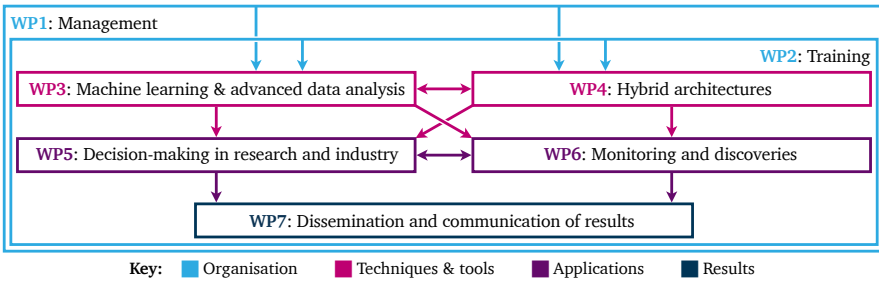 WP1: Management
WP2: Training
WP3: Machine learning & advanced data analysis
WP4: Hybrid architectures
WP5: Decision-making in research and industry
WP6: Monitoring and discoveries
WP7: Dissemination and communication of results
Key: Organisation Techniques & tools Applications Results